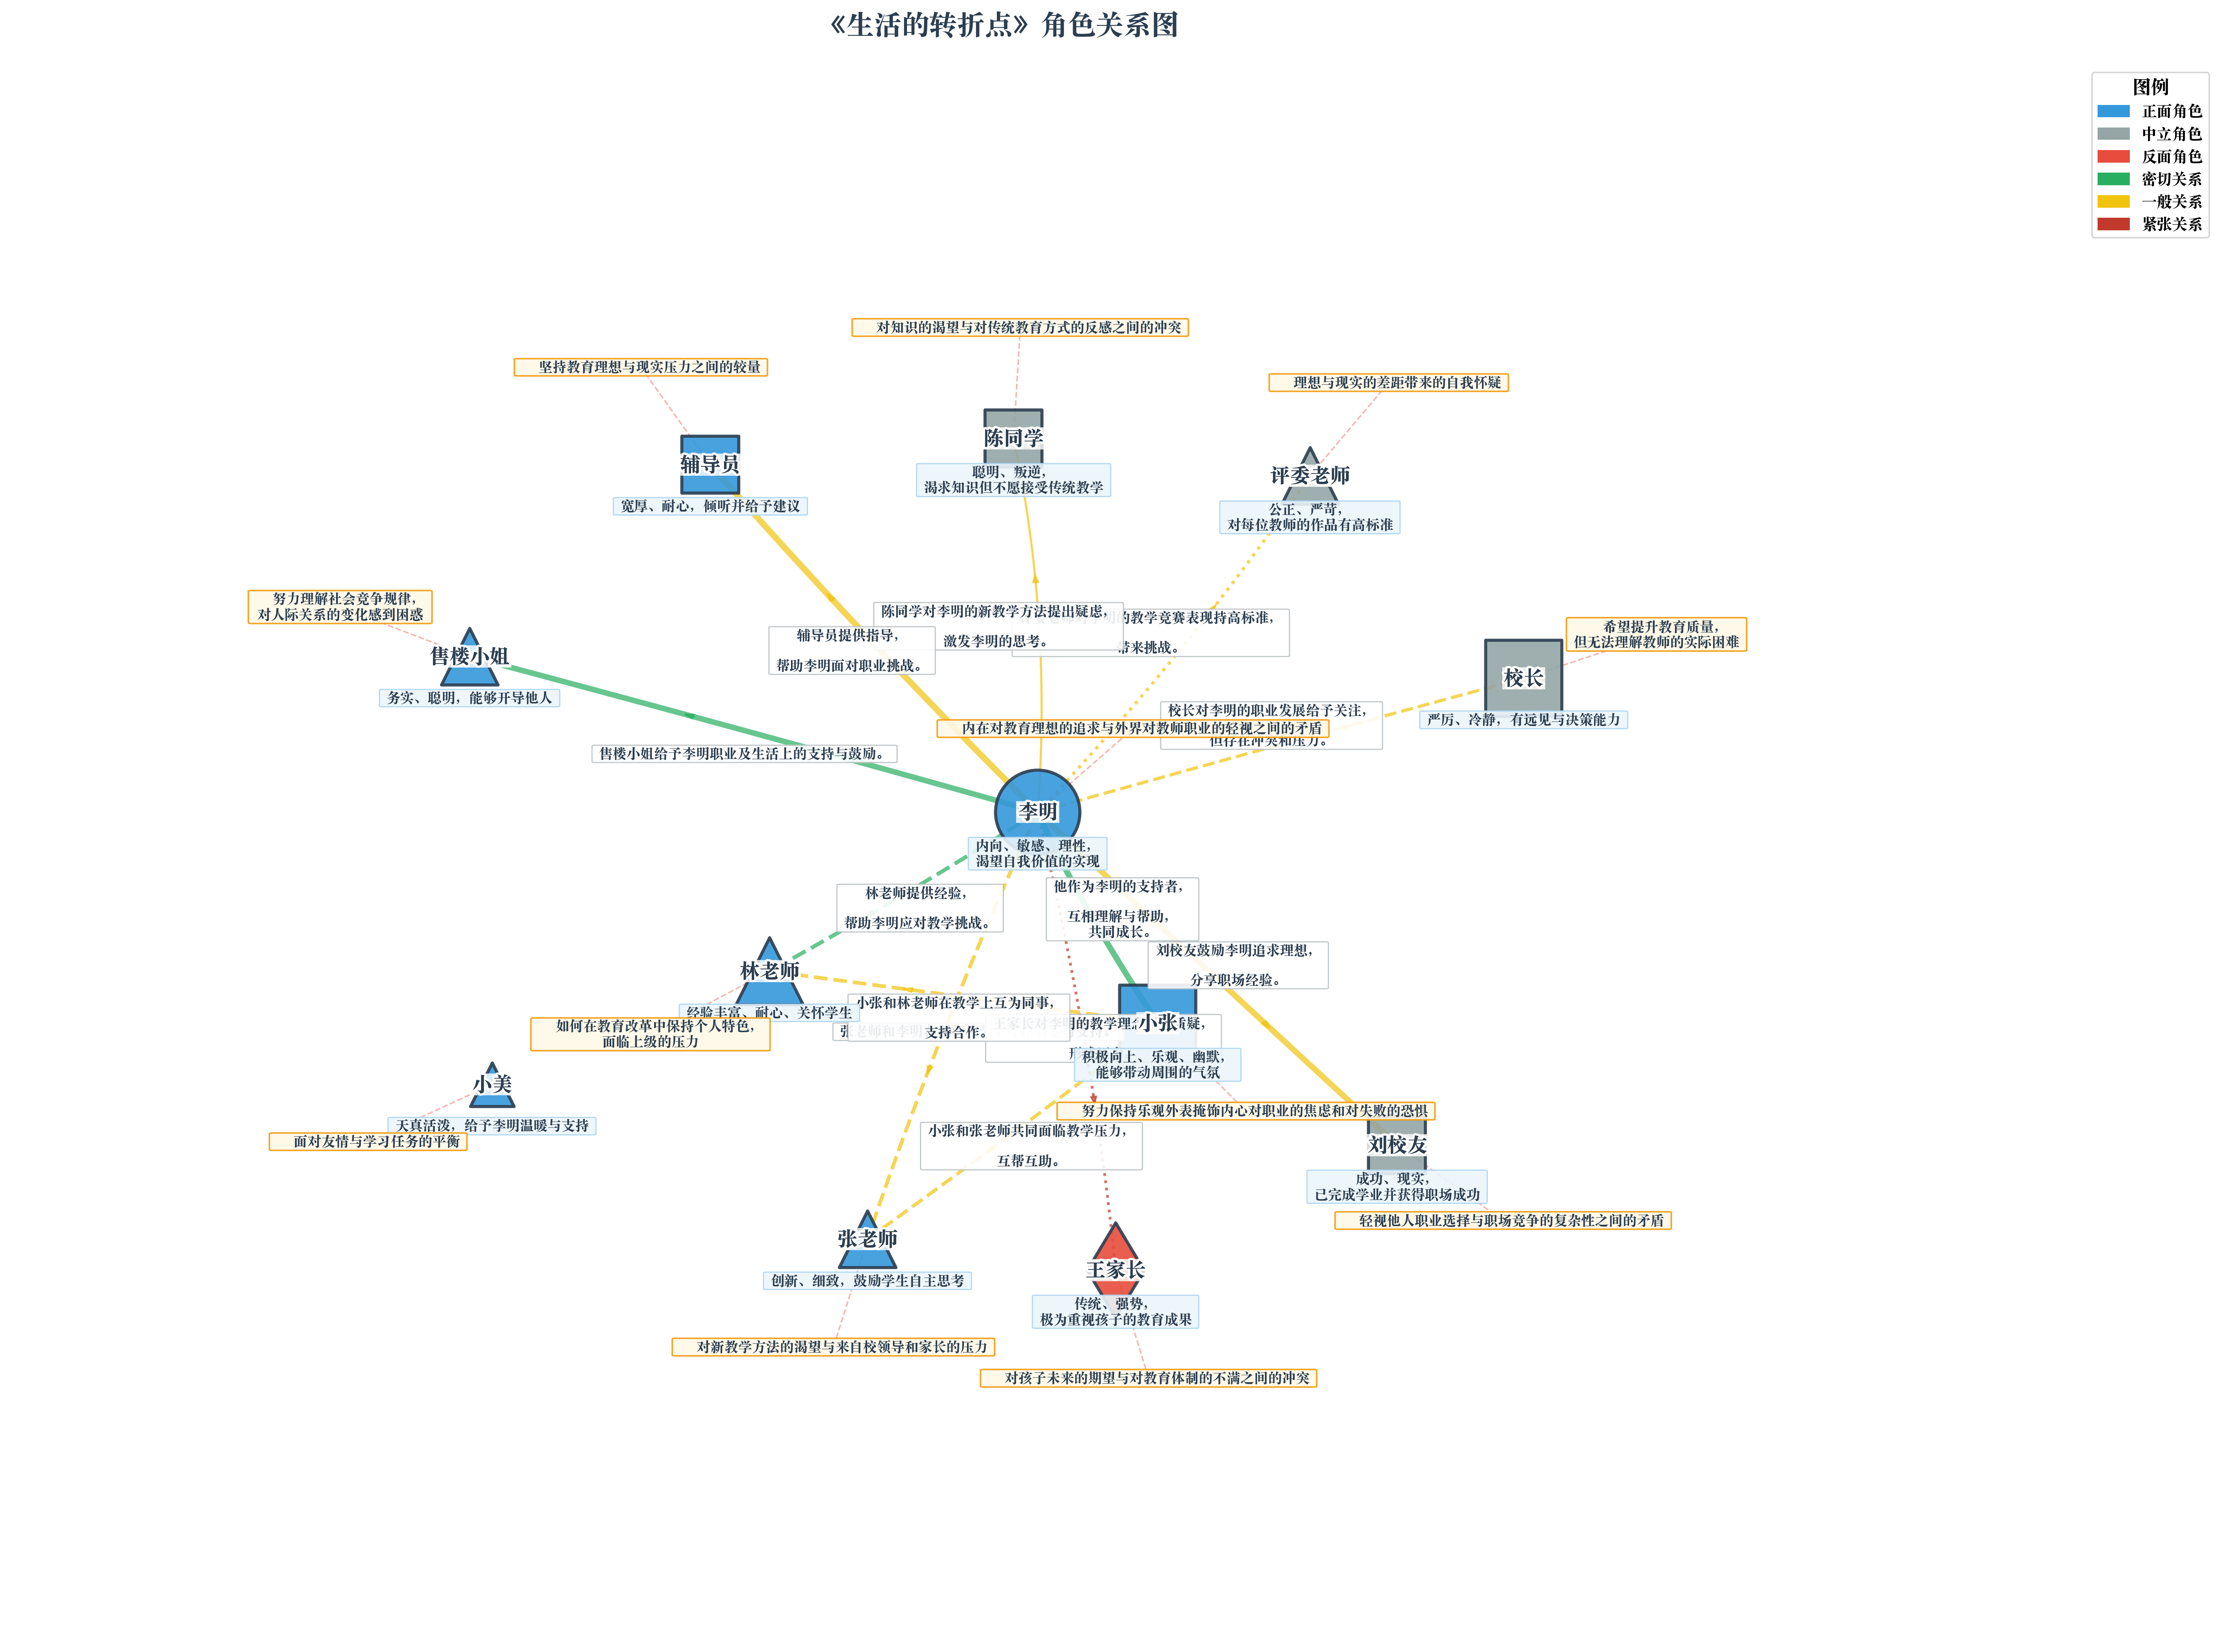 《生活的转折点》角色关系图
图例
正面角色
中立角色
反面角色
密切关系
一般关系
紧张关系
对知识的渴望与对传统教育方式的反感之间的冲突
坚持教育理想与现实压力之间的较量
理想与现实的差距带来的自我怀疑
陈同学
聪明、叛逆，
渴求知识但不愿接受传统教学
辅导员
宽厚、耐心，倾听并给予建议
评委老师
公正、严苛，
对每位教师的作品有高标准
努力理解社会竞争规律，
对人际关系的变化感到困惑
售楼小姐
务实、聪明，能够开导他人
陈同学对李明的新教学方法提出疑虑，
激发李明的思考。
明的教学竞赛表现持高标准，
带来挑战。
辅导员提供指导，
帮助李明面对职业挑战。
希望提升教育质量，
但无法理解教师的实际困难
校长
严厉、冷静，有远见与决策能力
校长对李明的职业发展给予关注，
但存在冲突和压力。
内在对教育理想的追求与外界对教师职业的轻视之间的矛盾
售楼小姐给予李明职业及生活上的支持与鼓励。
李明
内向、敏感、理性，
渴望自我价值的实现
林老师提供经验，
帮助李明应对教学挑战。
他作为李明的支持者，
互相理解与帮助，
共同成长。
刘校友鼓励李明追求理想，
分享职场经验。
林老师
经验丰富、耐心、关怀学生
如何在教育改革中保持个人特色，
面临上级的压力
小张和林老师在教学上互为同事，
支持合作。
张老师和李明
王家长对李明的教学理
质疑，
小张
积极向上、乐观、幽默，
能够带动周围的气氛
努力保持乐观外表掩饰内心对职业的焦虑和对失败的恐惧
小美
天真活泼，给予李明温暖与支持
面对友情与学习任务的平衡
小张和张老师共同面临教学压力，
互帮互助。
刘校友
成功、现实，
已完成学业并获得职场成功
轻视他人职业选择与职场竞争的复杂性之间的矛盾
张老师
创新、细致，鼓励学生自主思考
对新教学方法的渴望与来自校领导和家长的压力
王家长
传统、强势，
极为重视孩子的教育成果
对孩子未来的期望与对教育体制的不满之间的冲突